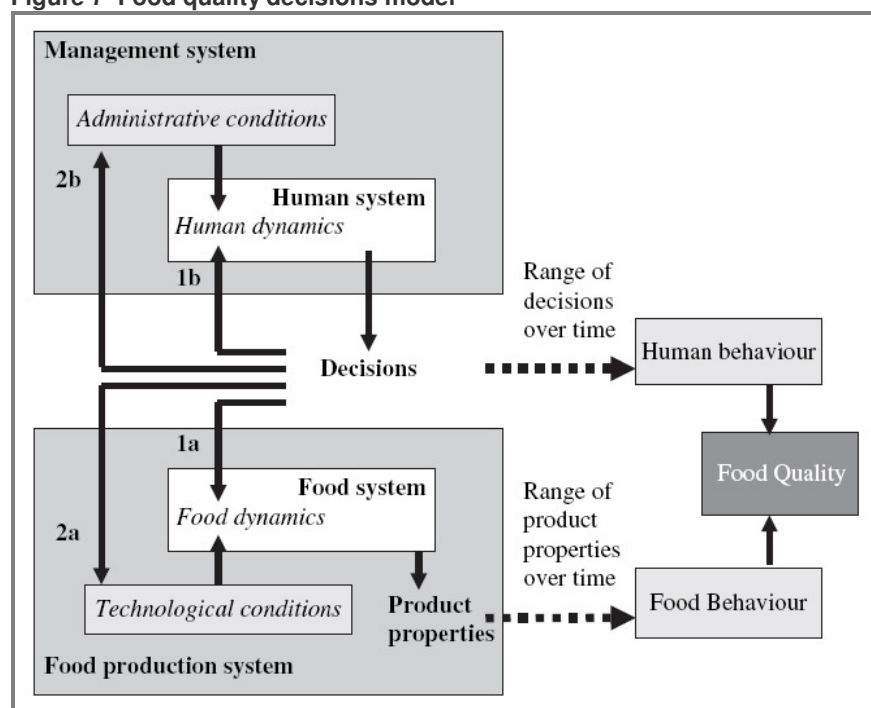 Figure 7 Food quality decisions model
Management system
Administrative conditions
2b
Human system
Human dynamics
1b
Range of
decisions
over time
Decisions
Human behaviour
1a
Food Quality
Food system
Food dynamics
2a
Range of
product
properties
over time
Technological conditions
Product
properties
Food Behaviour
Food production system